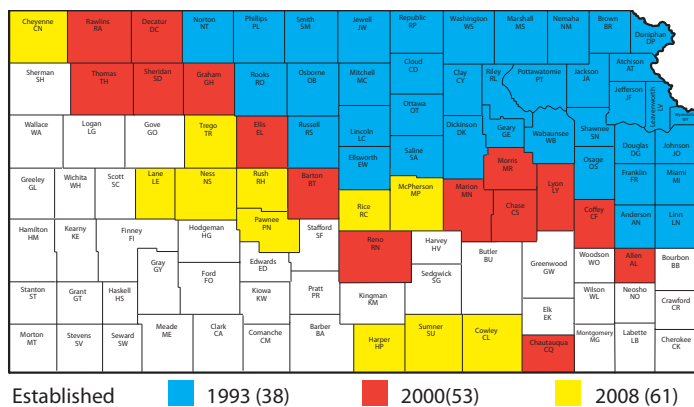 Cheyenne
CN
Rawlins
RA
Decatur
DC
Norton
NT
Phillips
PL
Smith
SM
Jewell
JW
Republic
RP
Washington
WS
Marshall
MS
Nemaha
NM
Brown
BR
Doniphan
DP
Sherman
SH
Thomas
TH
Sheridan
SD
Graham
GH
Rooks
RO
Osborne
OB
Mitchell
MC
Cloud
CD
Clay
CY
Riley
RL
Pottawatomie
PT
Jackson
JA
Atchson
AT
Jefferson
JF
Leavenworth
LV
Wallace
WA
Logan
LG
Gove
GO
Trego
TR
Ellis
EL
Russell
RS
Lincoln
LC
Ottawa
OT
Dickinson
DK
Geary
GE
Wabaunsae
WB
Shawnee
SN
Douglas
DG
Johnson
JO
Ellsworth
EW
Saline
SA
Morris
MR
Osage
OS
Franklin
FR
Miami
MI
Greeley
GL
Wichita
WH
Scott
SC
Lane
LE
Ness
NS
Rush
RH
Barton
BT
Rice
RC
McPherson
MP
Marion
MN
Chase
CS
Lyon
LY
Coffey
CF
Anderson
AN
Linn
LN
Hamilton
HM
Kearny
KE
Finney
FI
Hodgeman
HG
Pawnee
PN
Stafford
SF
Reno
RN
Harvey
HV
Butler
BU
Greenwood
GW
Woodson
WO
Allen
AL
Bourbon
BB
Gray
GY
Ford
FO
Edwards
ED
Kiowa
KW
Pratt
PR
Kingman
KM
Sedgwick
SG
Elk
EK
Wilson
WL
Neosho
NO
Crawford
CR
Stanton
ST
Grant
GT
Haskell
HS
Morton
MT
Stevens
SV
Seward
SW
Meade
ME
Clark
CA
Comanche
CM
Barber
BA
Harper
HP
Sumner
SU
Cowley
CL
Chautauqua
CQ
Montgomery
MG
Labette
LB
Cherokee
CK
Established 1993 (38) 2000(53) 2008 (61)